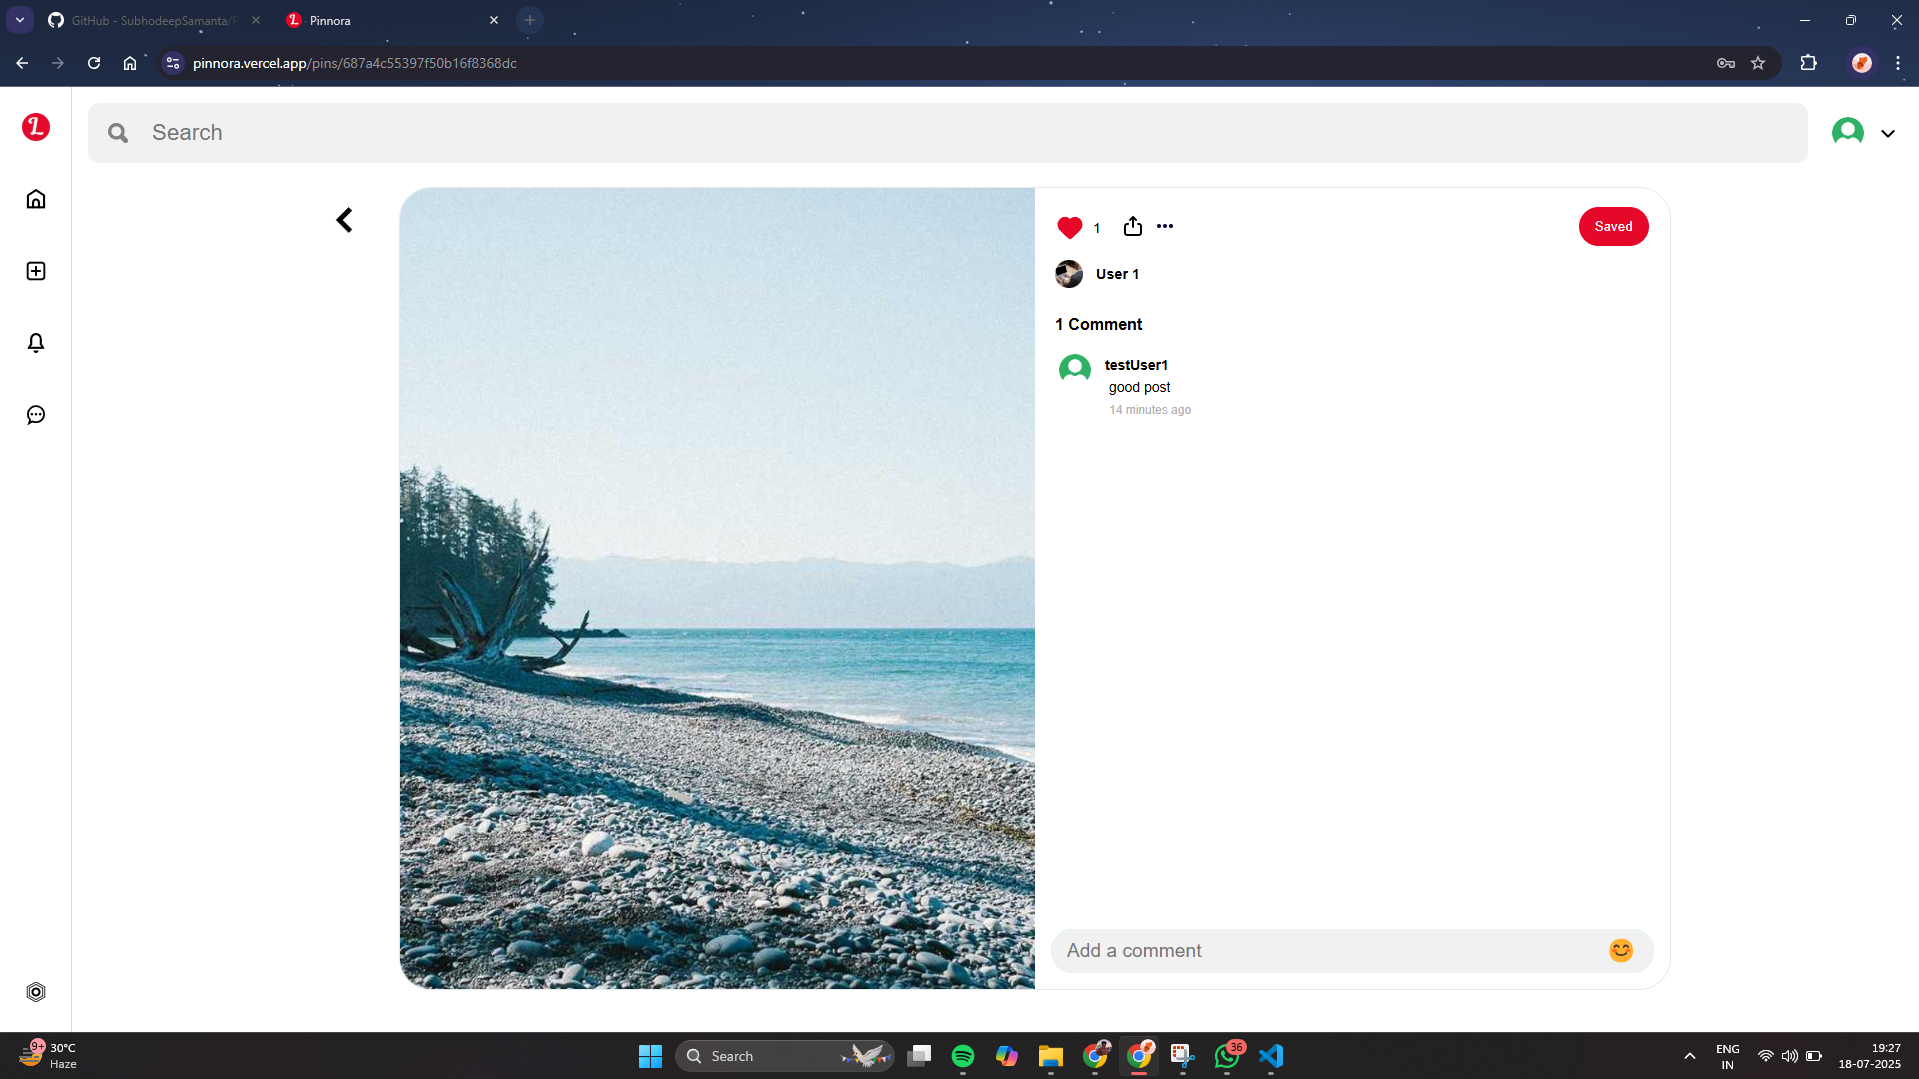 GitHub - SubhodeepSamanta/P
Pinnora
pinnora.vercel.app/pins/687a4c55397f50b16f8368dc
L
Search
1
Saved
User 1
1 Comment
testUser1
good post
14 minutes ago
Add a comment
9+
30°C
Haze
Search
36
ENG
IN
19:27
18-07-2025